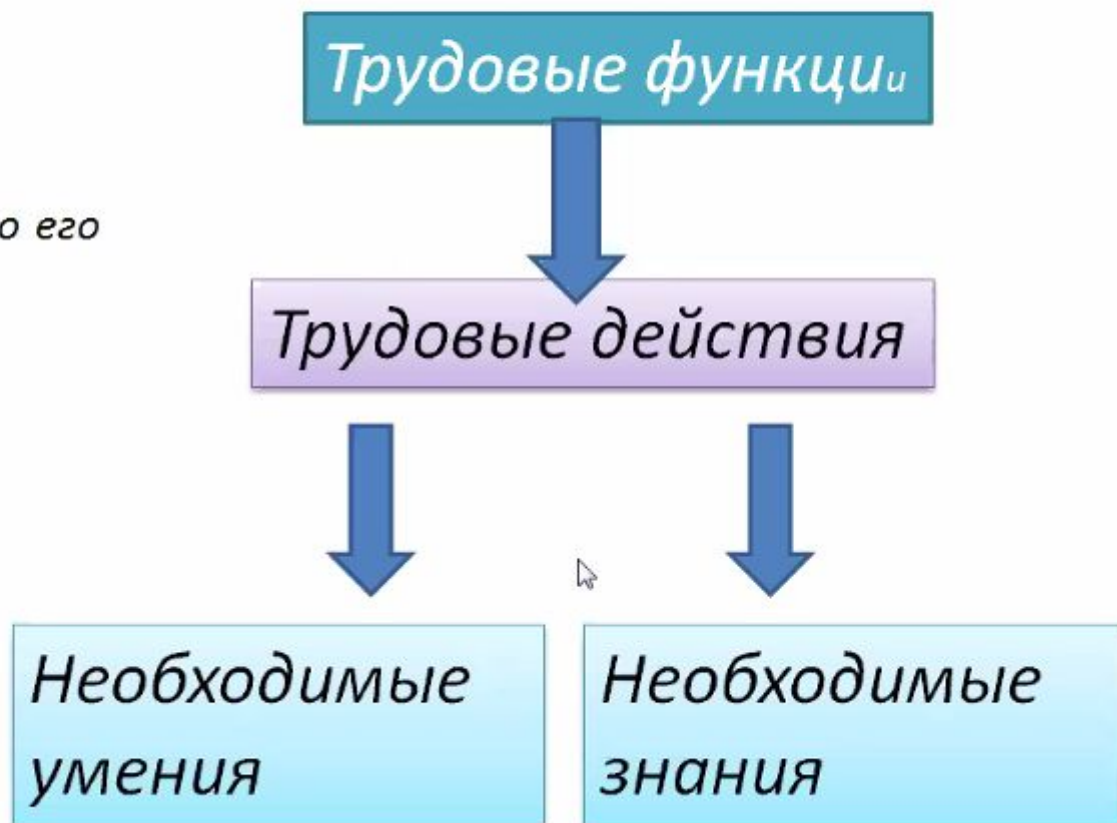 Трудовые функции
о его
Трудовые действия
Необходимые
умения
Необходимые
знания